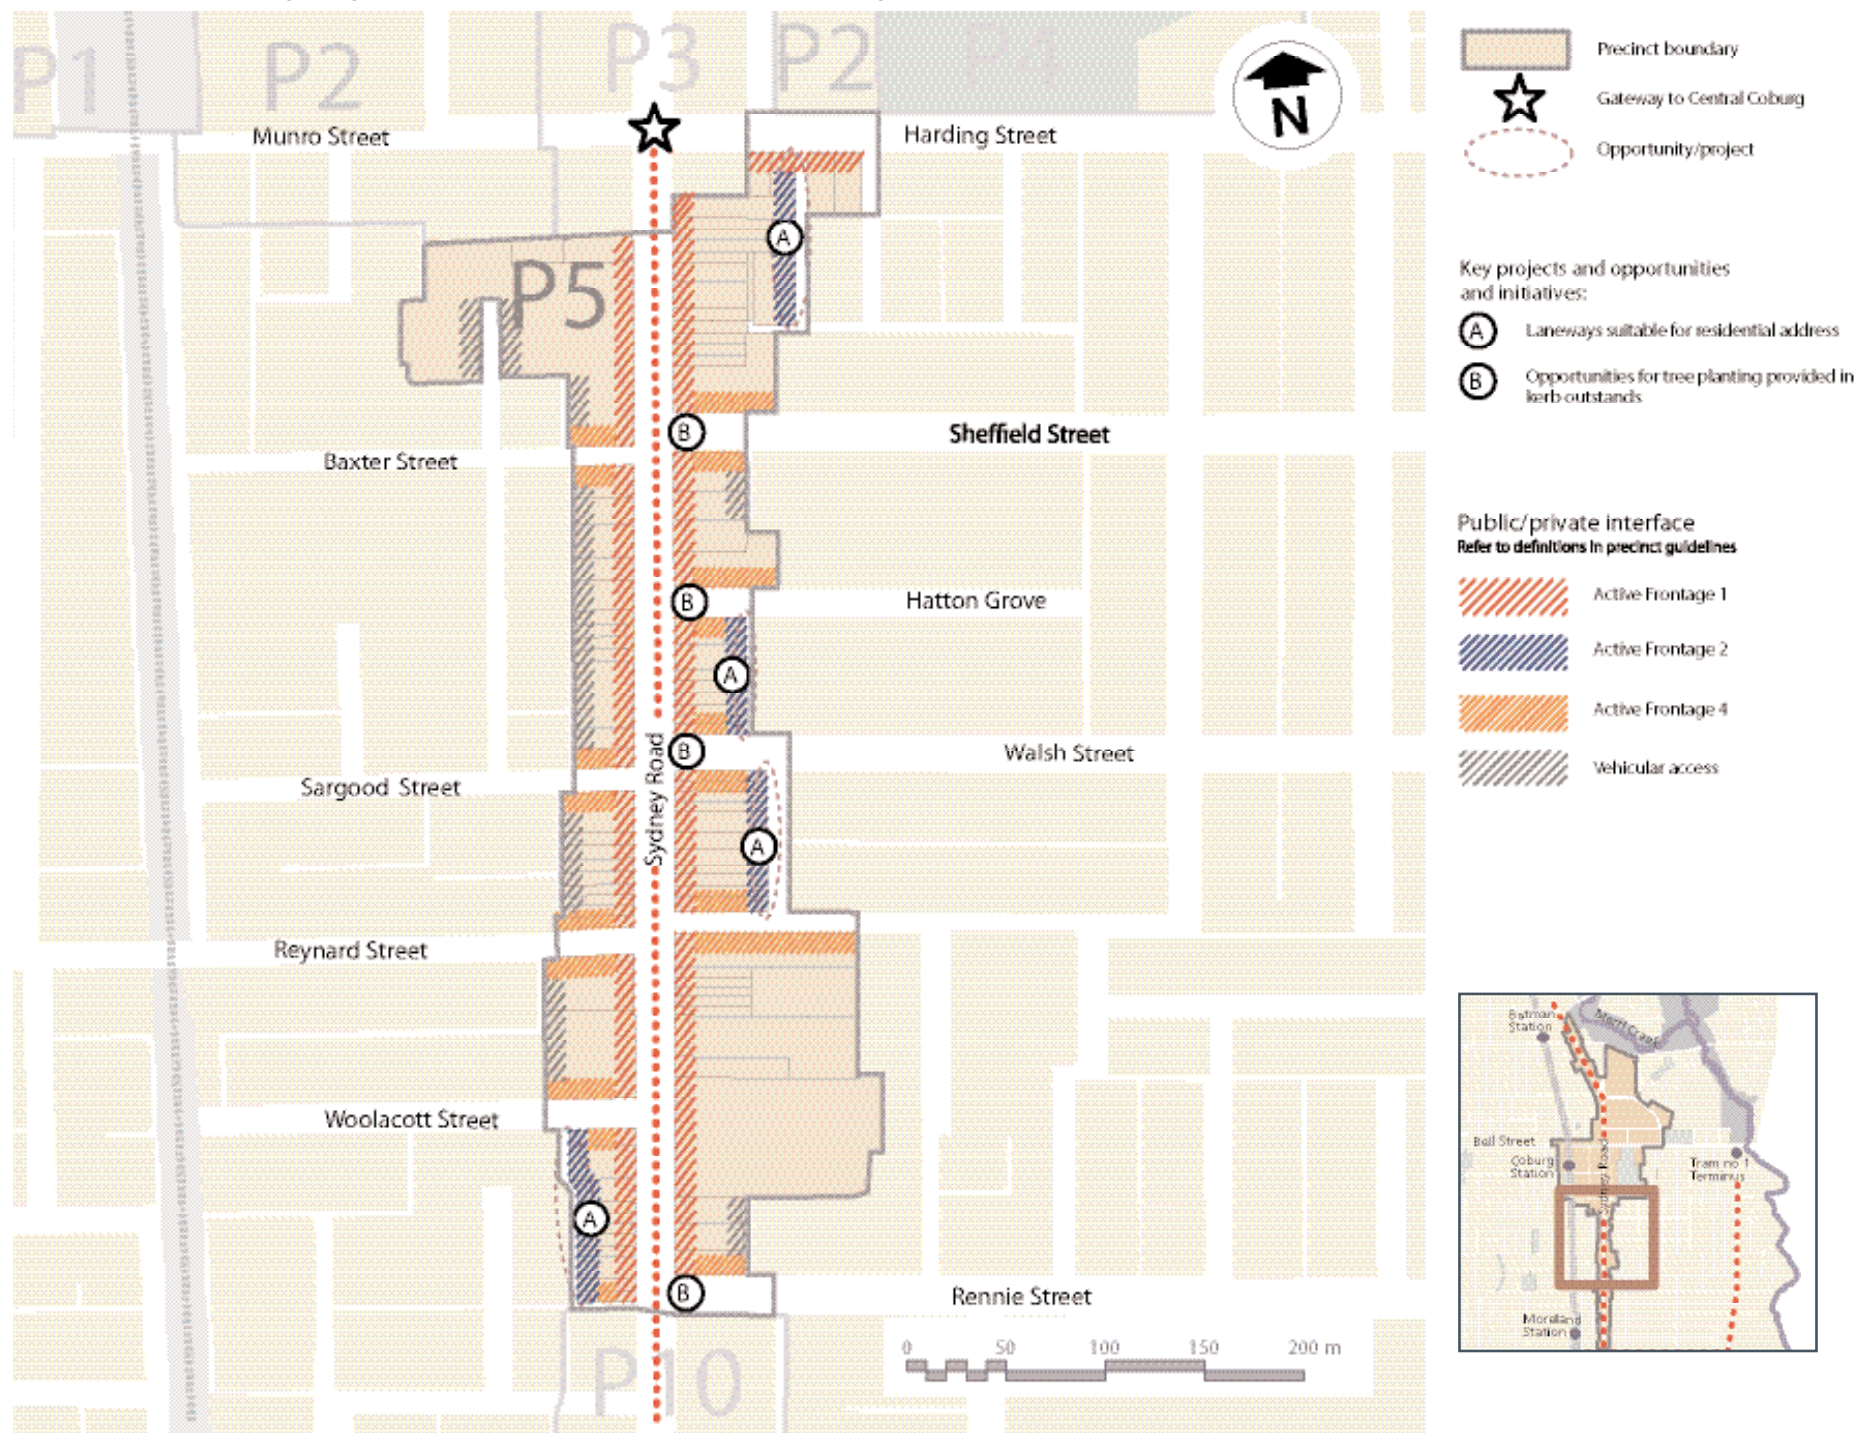 P1
P2
P3
P2
P4
Munro Street
Harding Street
N
A
P5
B
Sheffield Street
Baxter Street
B
Hatton Grove
A
B
Walsh Street
Sydney Road
Sargood Street
A
Reynard Street
Woolacott Street
A
B
Rennie Street
0 50 100 150 200 m
P10
Precinct boundary
Gateway to Central Coburg
Opportunity/project
Key projects and opportunities
and initiatives:
A Laneways suitable for residential address
B Opportunities for tree planting provided in
kerb outstands
Public/private interface
Refer to definitions in precinct guidelines
Active Frontage 1
Active Frontage 2
Active Frontage 4
Vehicular access
Batman
Station
Merri Creek
Bell Street
Coburg
Station
Sydney Road
Tram no 1
Terminus
Moreland
Station